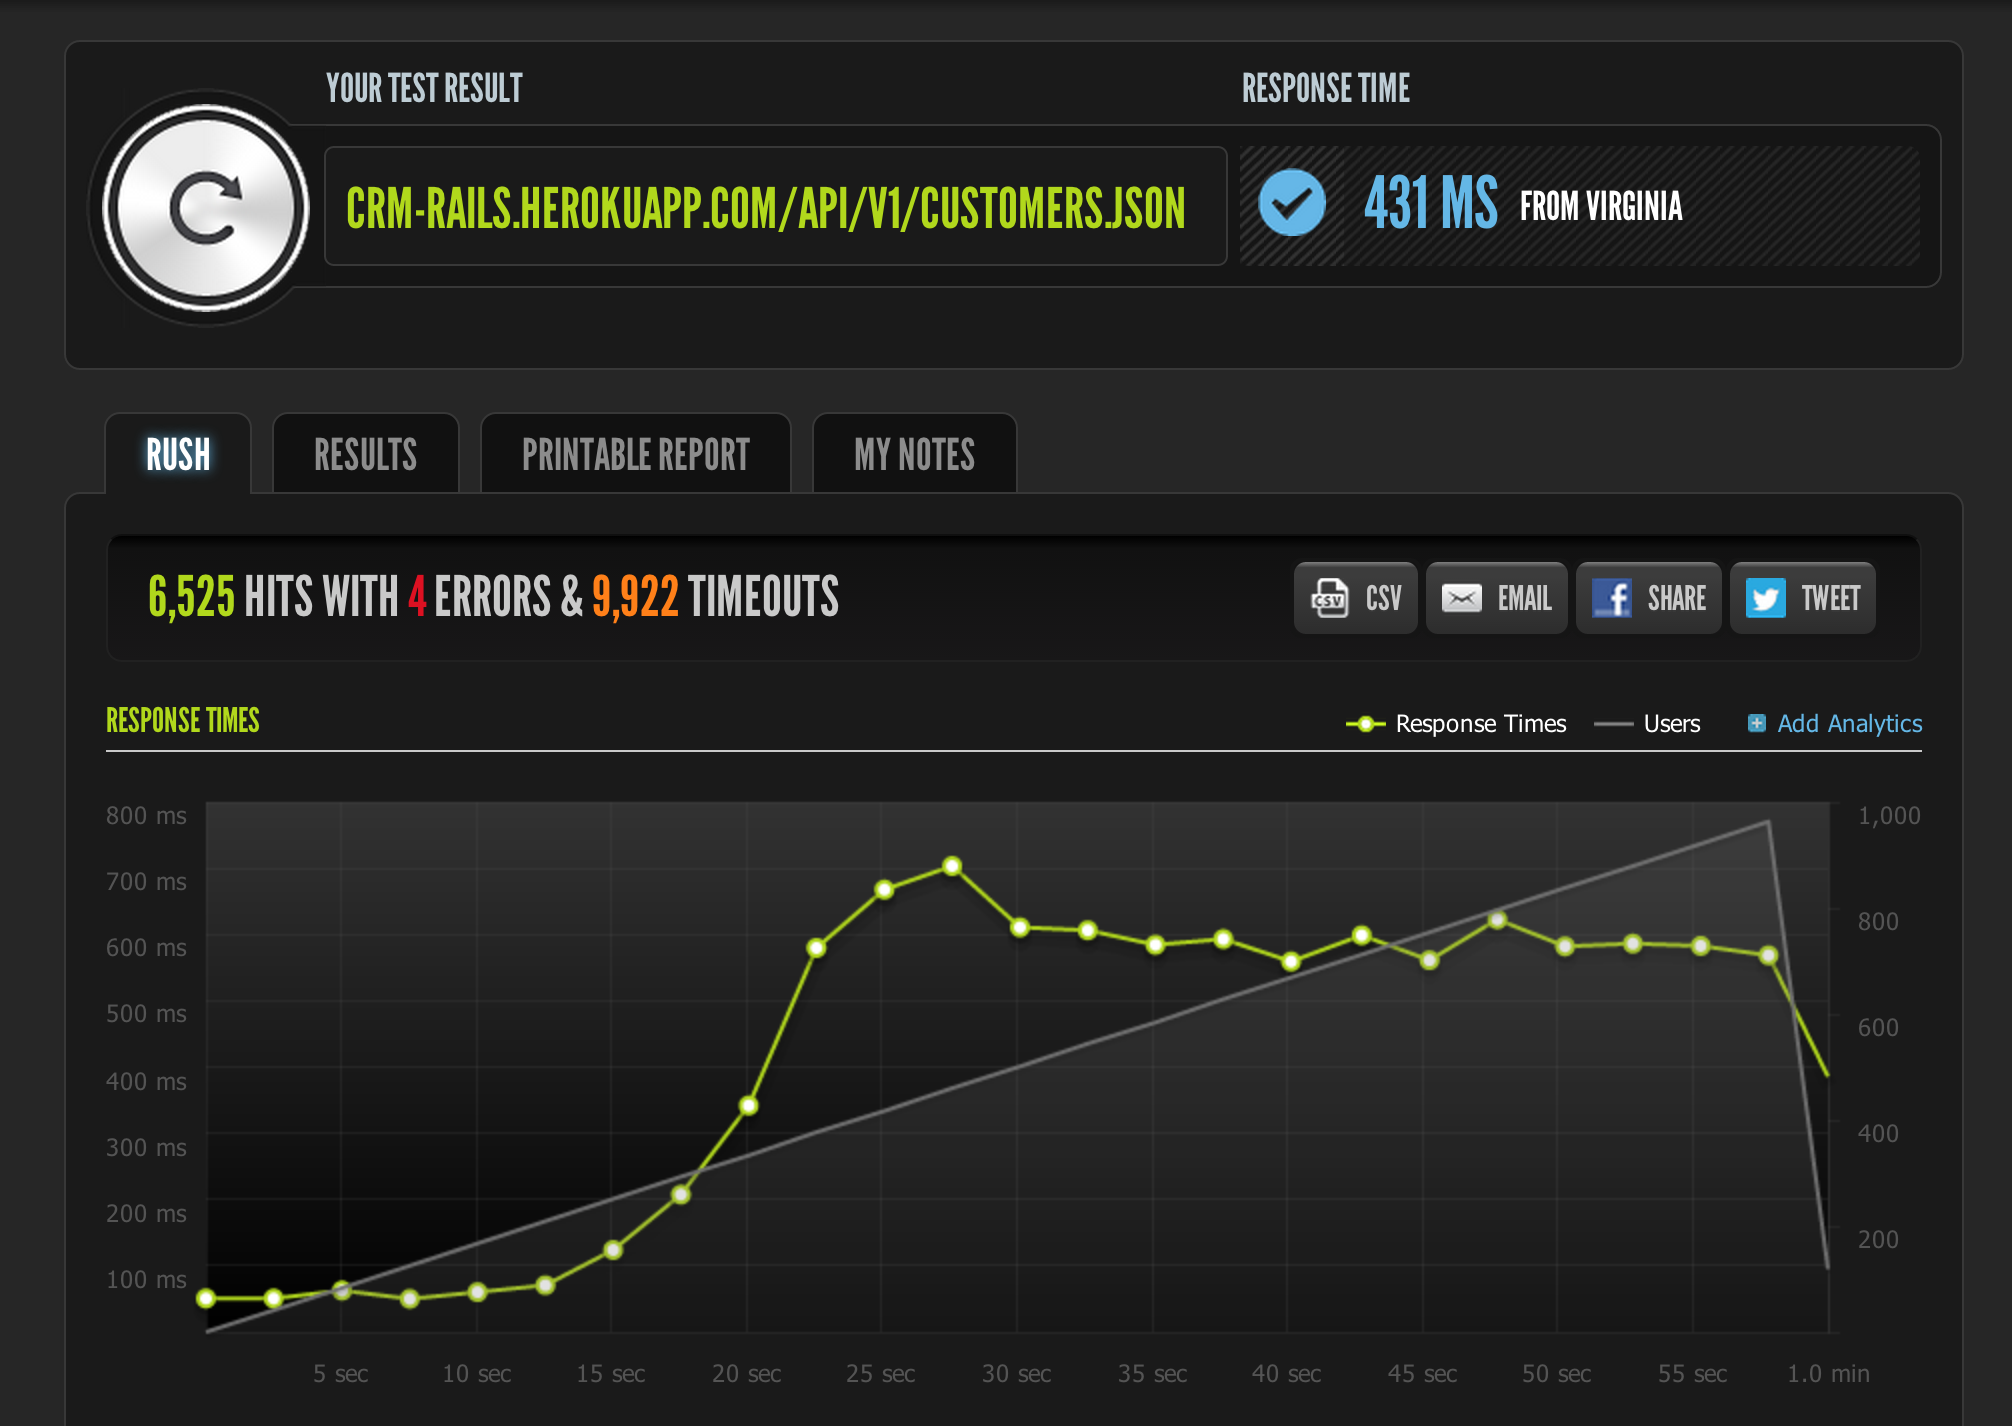 YOUR TEST RESULT
RESPONSE TIME
CRM-RAILS.HEROKUAPP.COM/API/V1/CUSTOMERS.JSON
431 MS FROM VIRGINIA
RUSH
RESULTS
PRINTABLE REPORT
MY NOTES
6,525 HITS WITH 4 ERRORS & 9,922 TIMEOUTS
CSV CSV
EMAIL
f SHARE
TWEET
RESPONSE TIMES
Response Times
Users
Add Analytics
800 ms
700 ms
600 ms
500 ms
400 ms
300 ms
200 ms
100 ms
1,000
800
600
400
200
5 sec
10 sec
15 sec
20 sec
25 sec
30 sec
35 sec
40 sec
45 sec
50 sec
55 sec
1.0 min